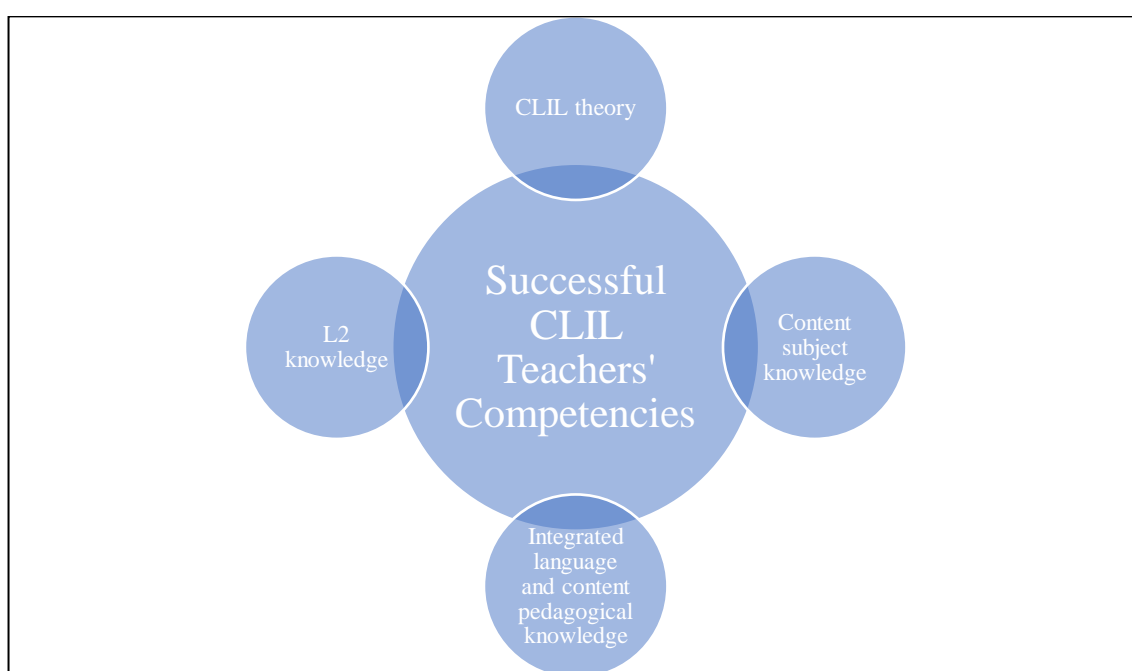 CLIL theory
Successful
CLIL
Teachers'
Competencies
L2
knowledge
Content
subject
knowledge
Integrated
language
and content
pedagogical
knowledge